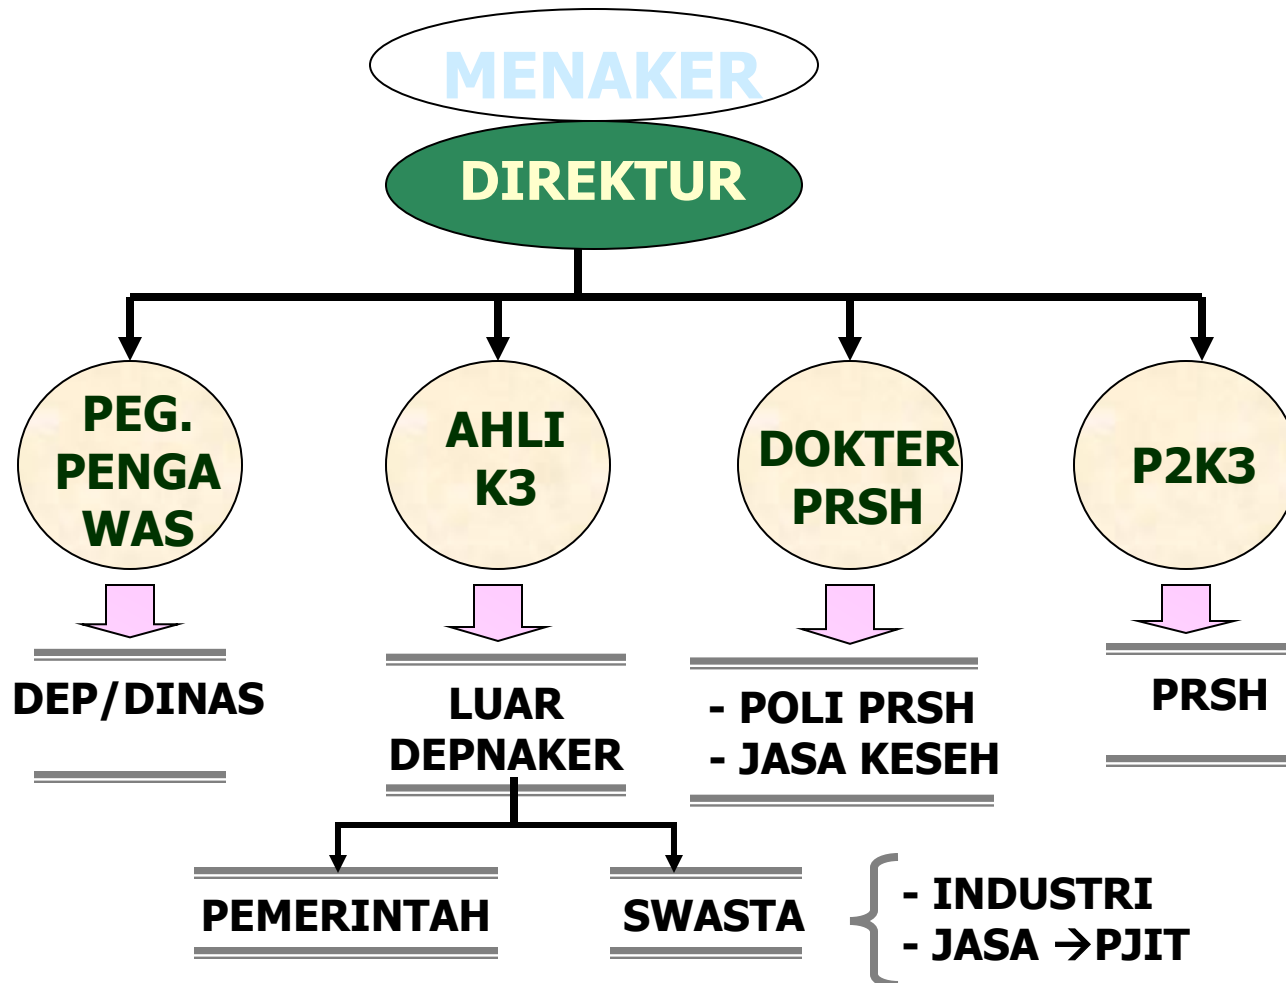 MENAKER
DIREKTUR
PEG.
PENGA
WAS
AHLI
K3
DOKTER
PRSH
P2K3
DEP/DINAS
LUAR
DEPNAKER
- POLI PRSH
- JASA KESEH
PRSH
PEMERINTAH
SWASTA
- INDUSTRI
- JASA →PJIT